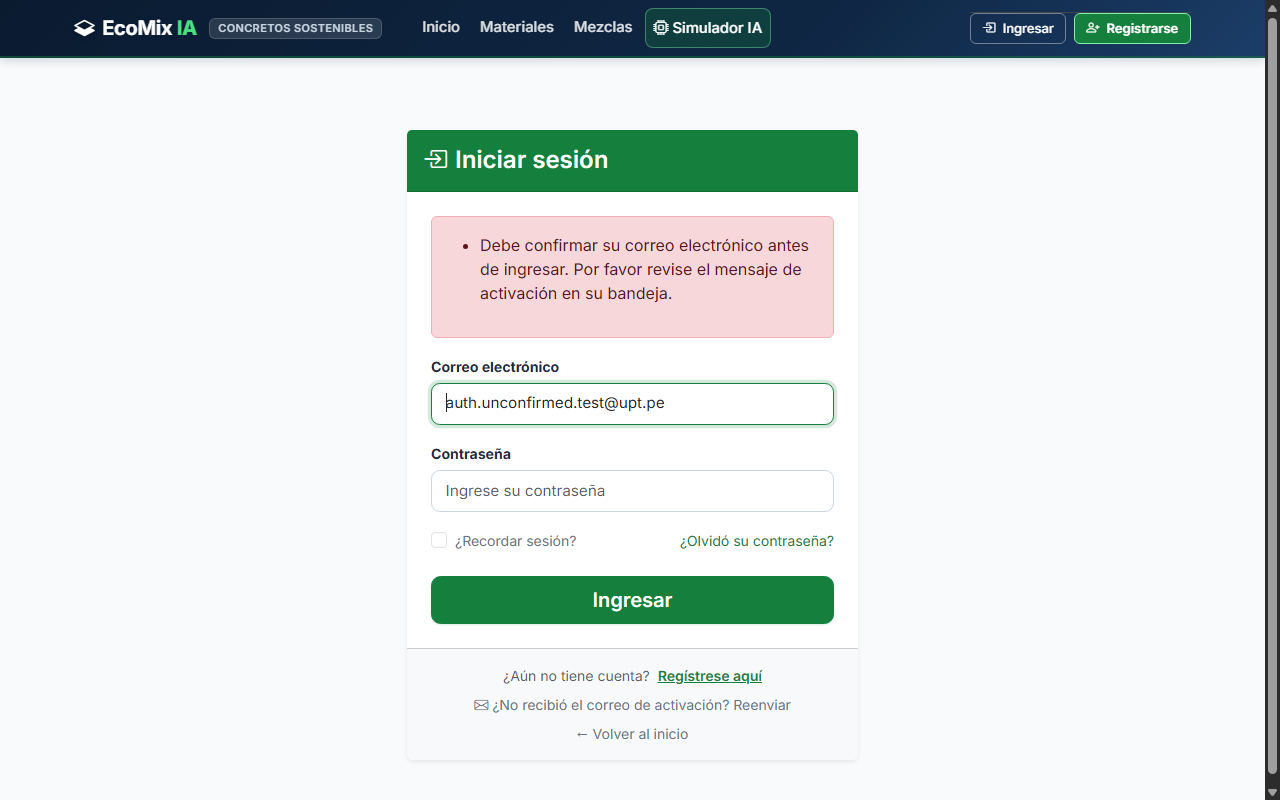 EcoMix IA CONCRETOS SOSTENIBLES Inicio Materiales Mezclas Simulador IA Ingresar Registrarse
Iniciar sesión
Debe confirmar su correo electrónico antes
de ingresar. Por favor revise el mensaje de
activación en su bandeja.
Correo electrónico
auth.unconfirmed.test@upt.pe
Contraseña
Ingrese su contraseña
¿Recordar sesión? ¿Olvidó su contraseña?
Ingresar
¿Aún no tiene cuenta? Regístrese aquí
¿No recibió el correo de activación? Reenviar
← Volver al inicio